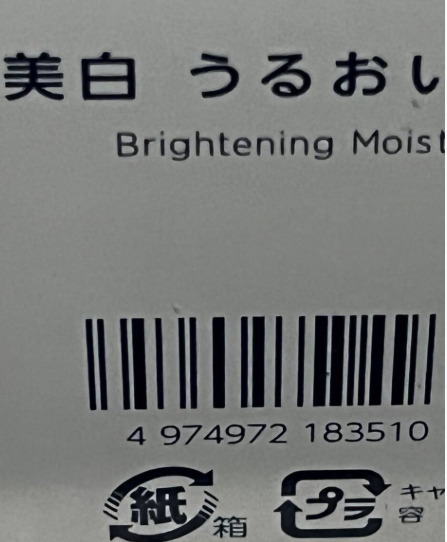 美白 うるおい
Brightening Moist
4 974972 183510
紙 箱 プラ キャ
容